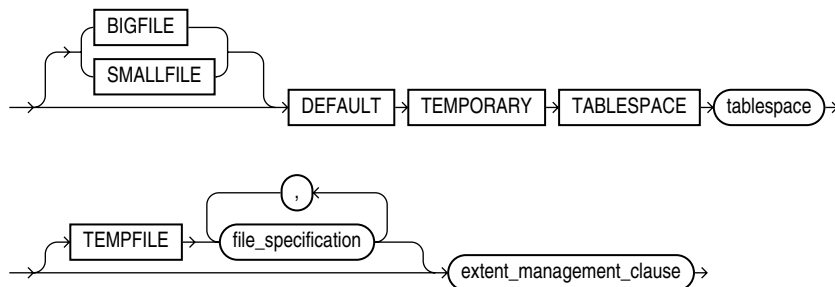 BIGFILE
SMALLFILE
DEFAULT TEMPORARY TABLESPACE tablespace
,
TEMPFILE file_specification
extent_management_clause